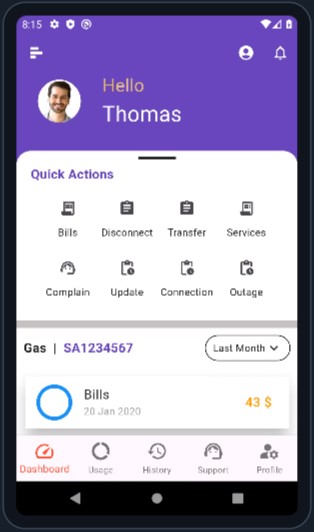 8:15
Hello
Thomas
Quick Actions
Bills Disconnect Transfer Services
Complain Update Connection Outage
Gas | SA1234567 Last Month
Bills
20 Jan 2020
43 $
Dashboard Usage History Support Profile